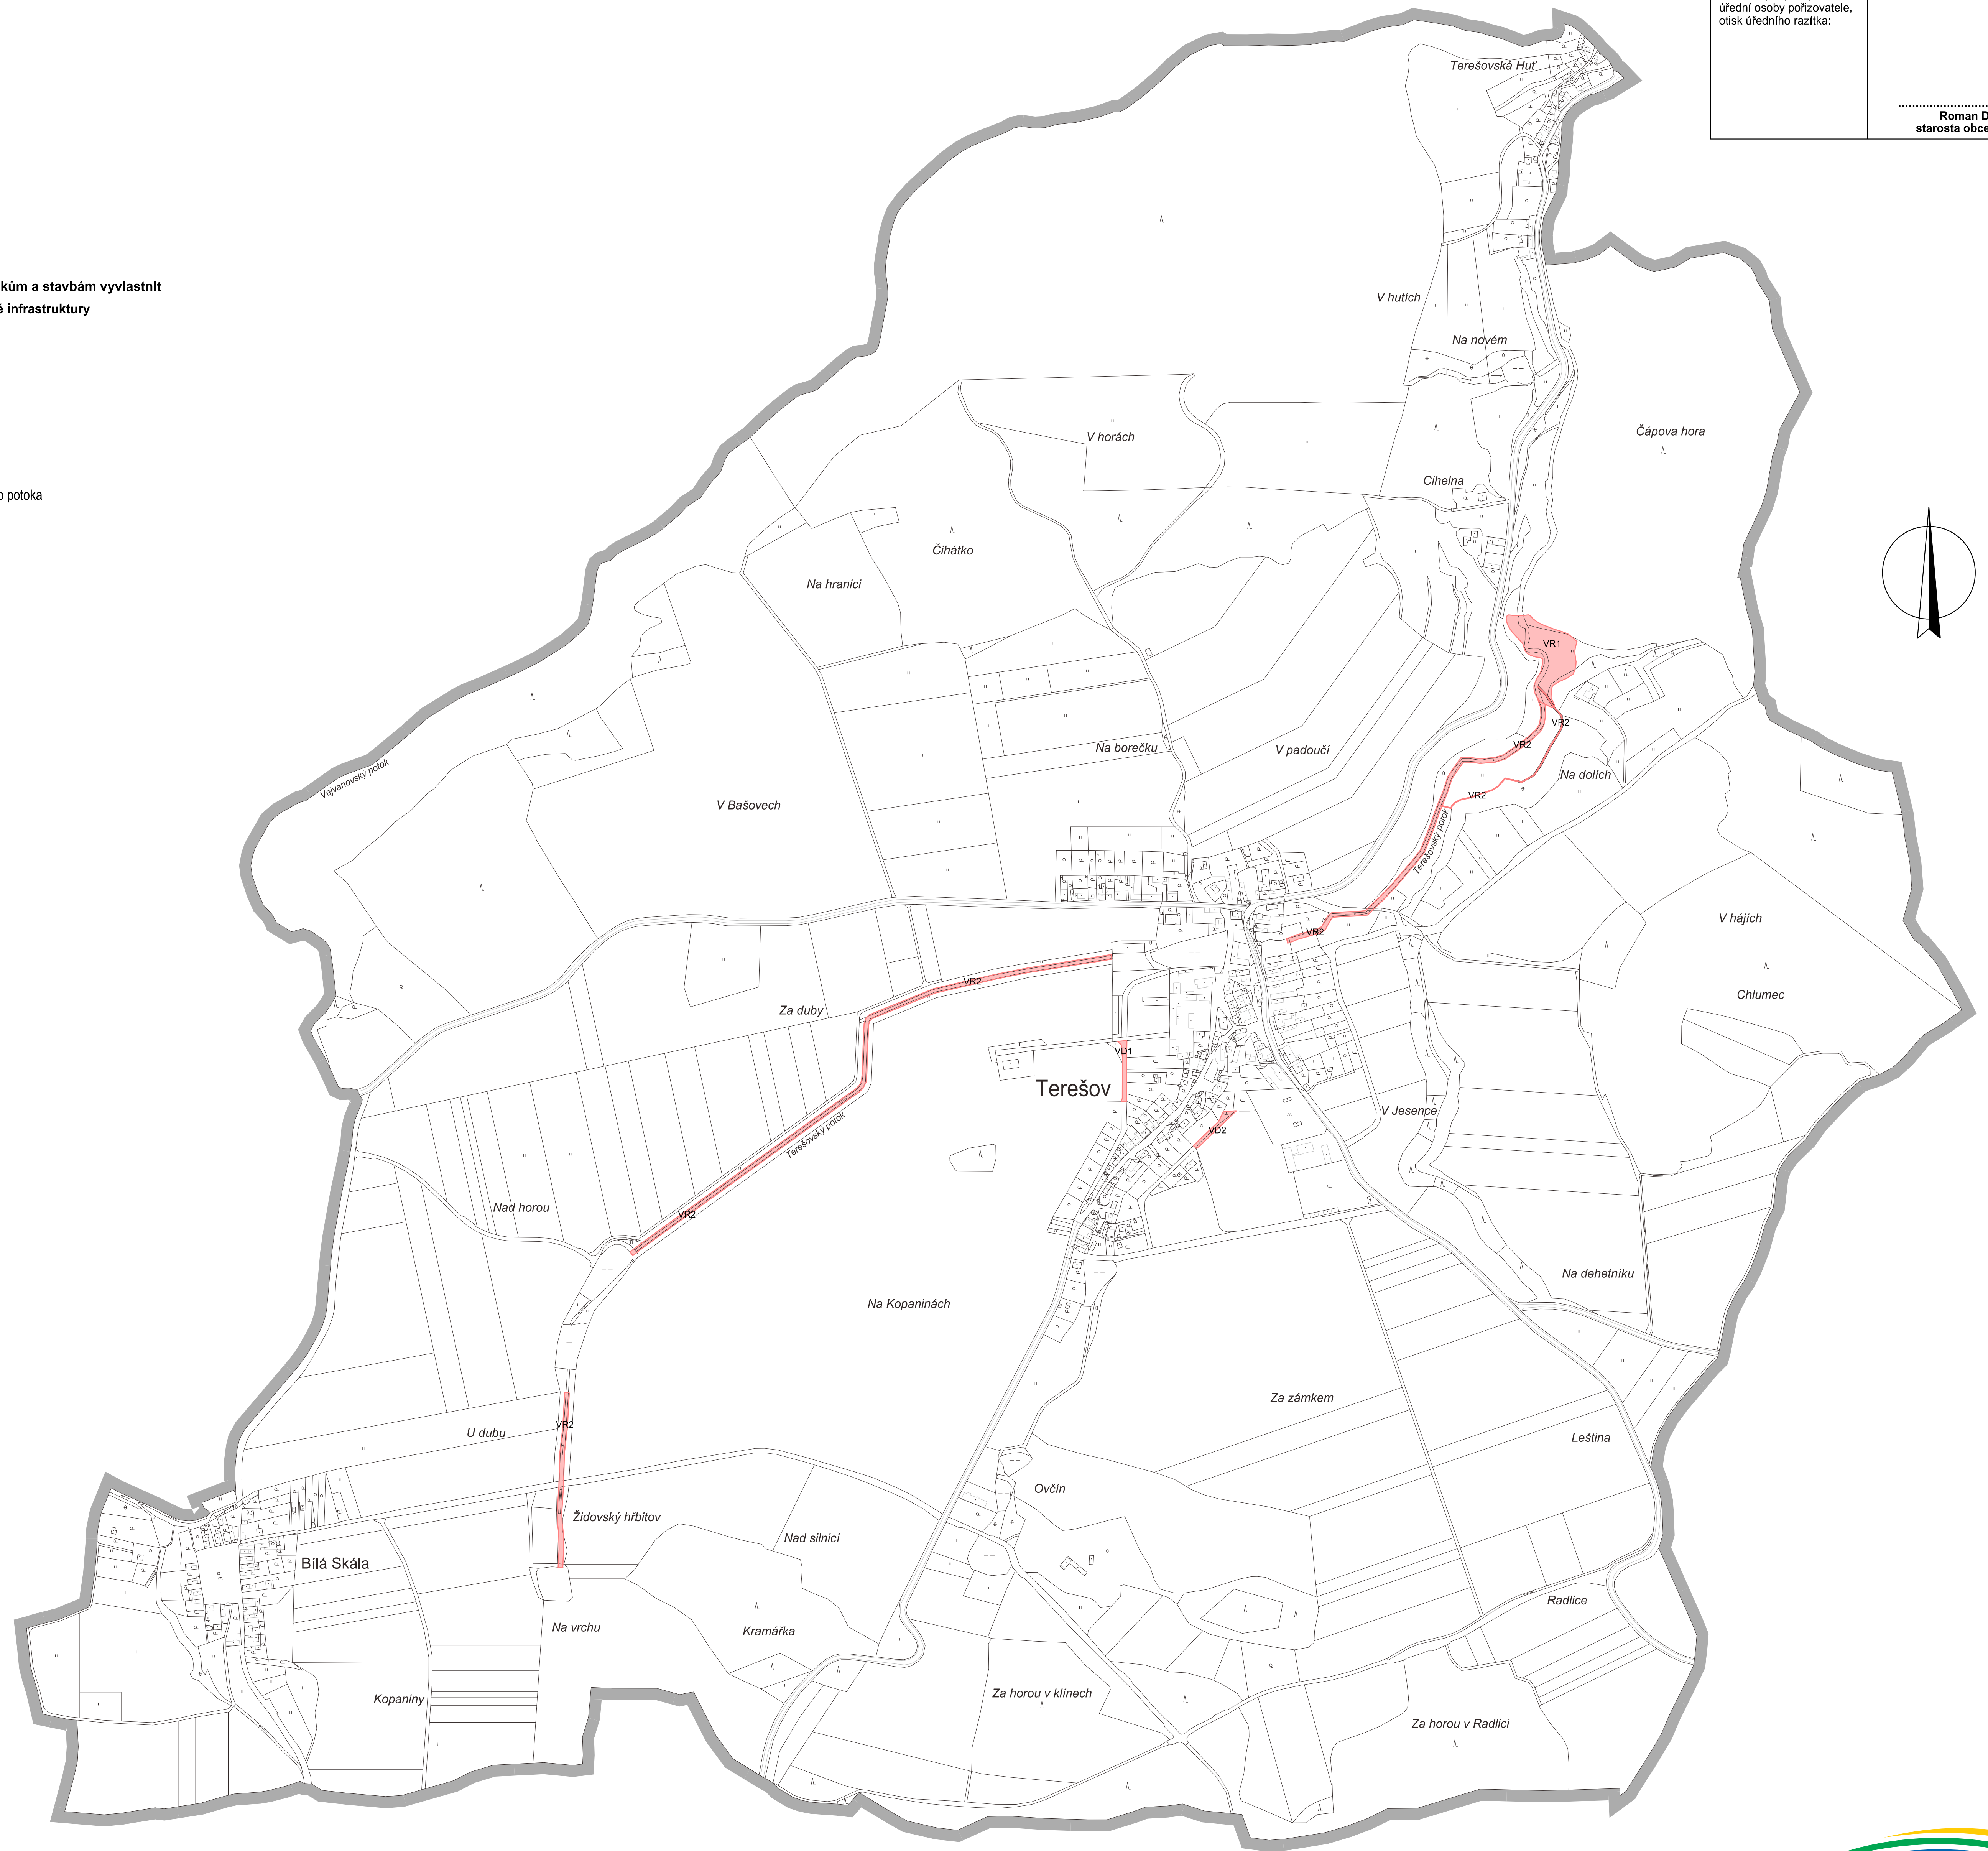 úřední osoby pořizovatele,
otisk úředního razítka:
Roman D
starosta obce
kům a stavbám vyvlastnit
é infrastruktury
o potoka
Terešovská Huť
V hutích
Na novém
Čápova hora
V horách
Cihelna
Čihátko
Na hranici
VR1
VR2
VR2
Na borečku
V padoučí
Na dolích
Vejvanovský potok
VR2
V Bašovech
Terešovský potok
V hájích
VR2
VR2
Chlumec
Za duby
VD1
Terešov
V Jesence
VD2
Terešovský potok
Nad horou
VR2
Na dehetníku
Na Kopaninách
Za zámkem
VR2
U dubu
Leština
Ovčín
Židovský hřbitov
Nad silnicí
Bílá Skála
Radlice
Na vrchu
Kramářka
Kopaniny
Za horou v klínech
Za horou v Radlici